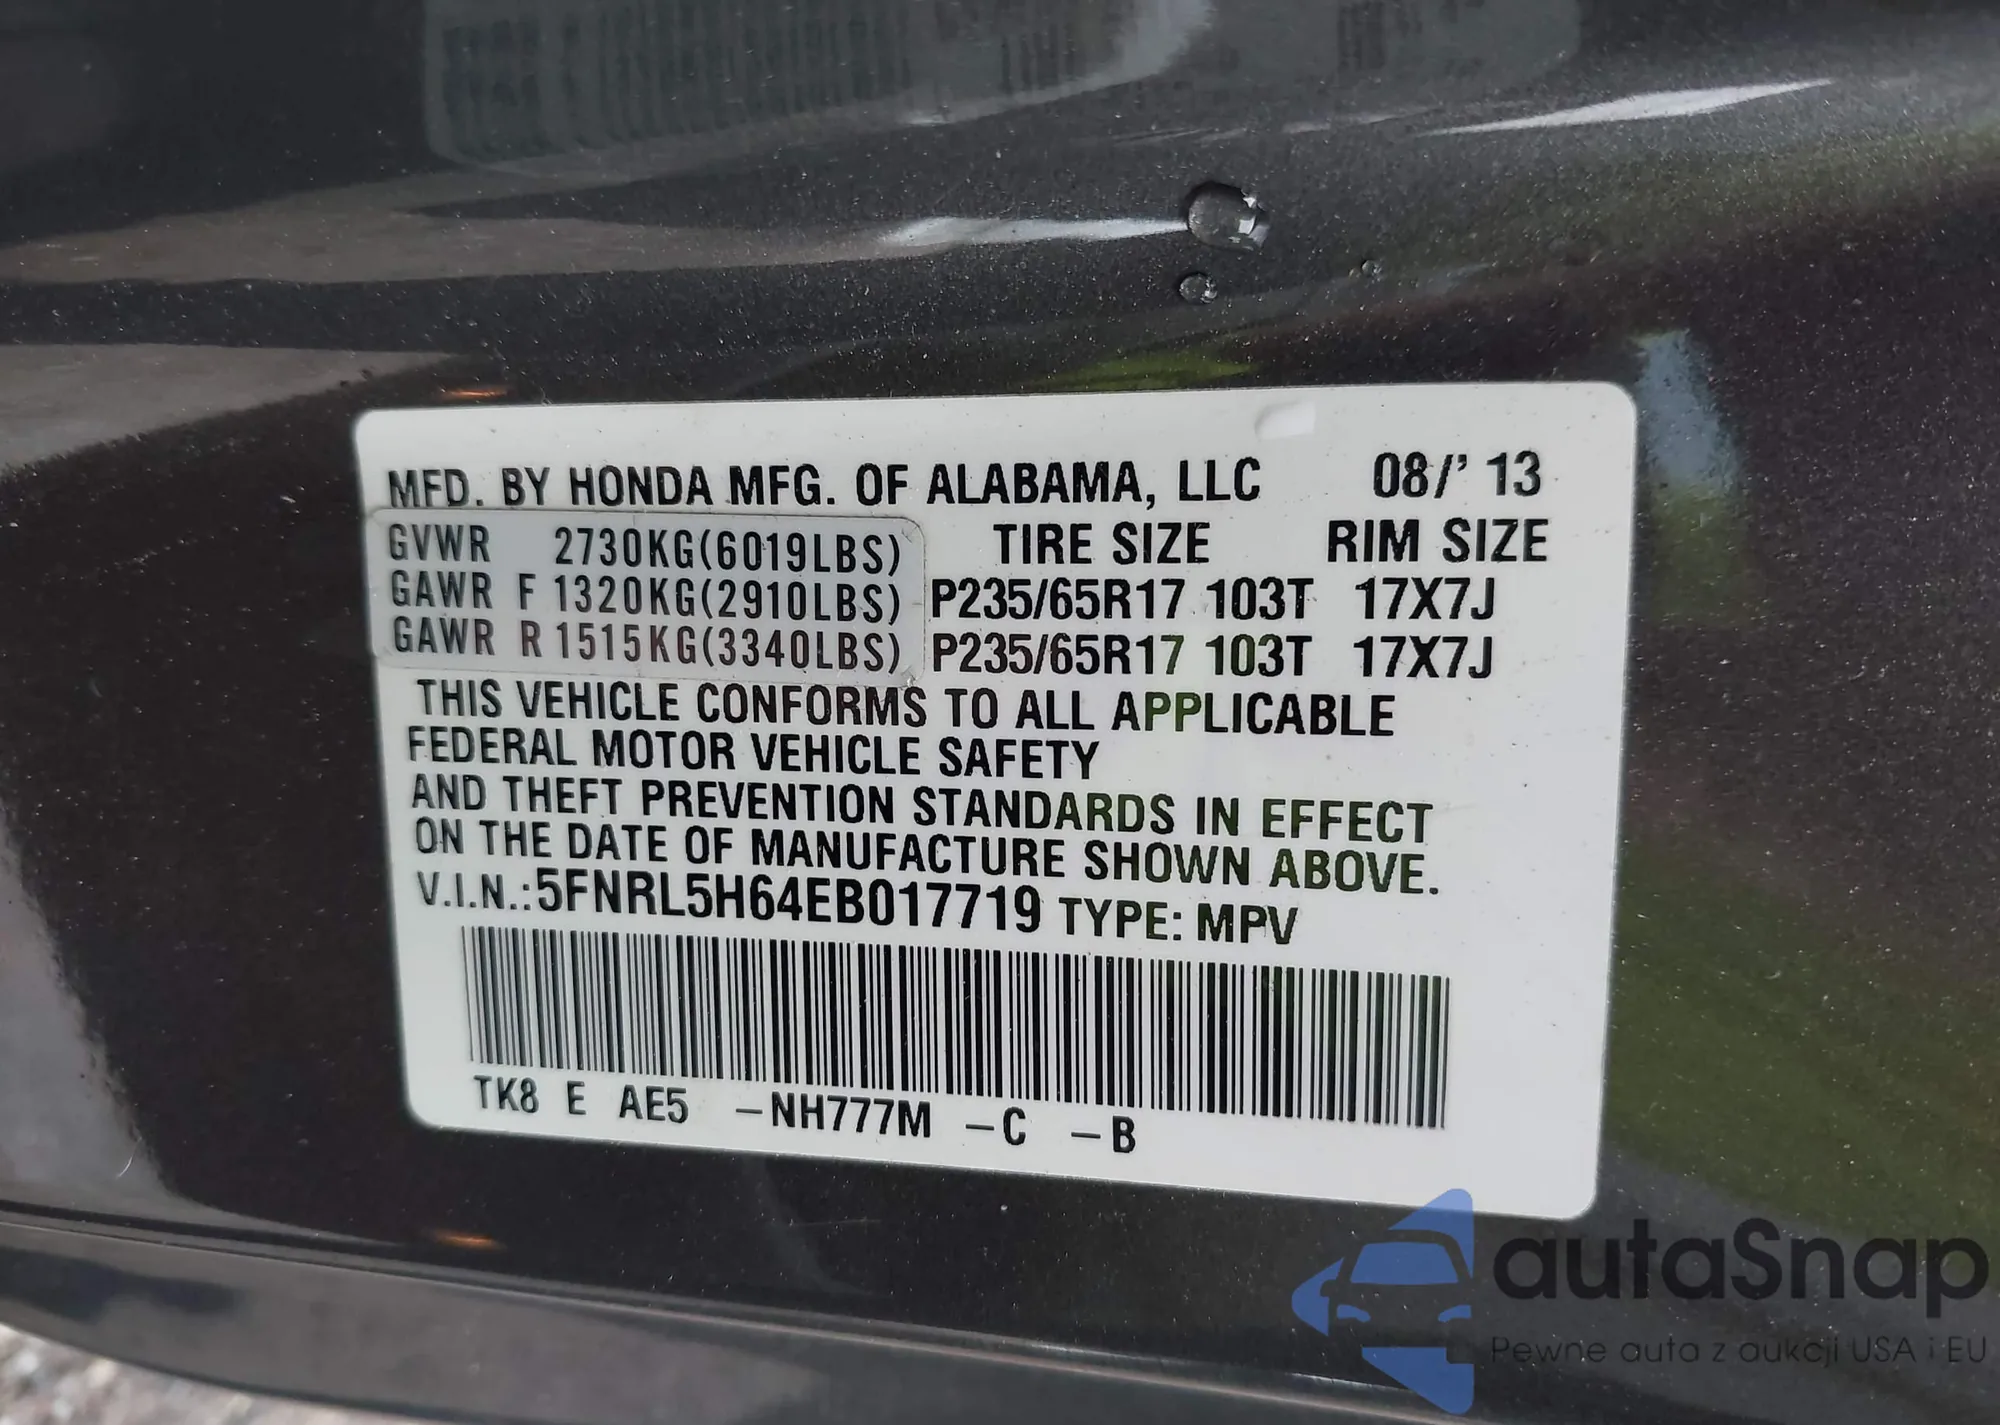 MFD. BY HONDA MFG. OF ALABAMA, LLC 08/' 13
GVWR 2730KG(6019LBS) TIRE SIZE RIM SIZE
GAWR F 1320KG(2910LBS) P235/65R17 103T 17X7J
GAWR R 1515KG(3340LBS) P235/65R17 103T 17X7J
THIS VEHICLE CONFORMS TO ALL APPLICABLE
FEDERAL MOTOR VEHICLE SAFETY
AND THEFT PREVENTION STANDARDS IN EFFECT
ON THE DATE OF MANUFACTURE SHOWN ABOVE.
V.I.N.:5FNRL5H64EB017719 TYPE: MPV
TK8 E AE5 –NH777M –C –B
autaSnap
Pewne auta z aukcji USA i EU